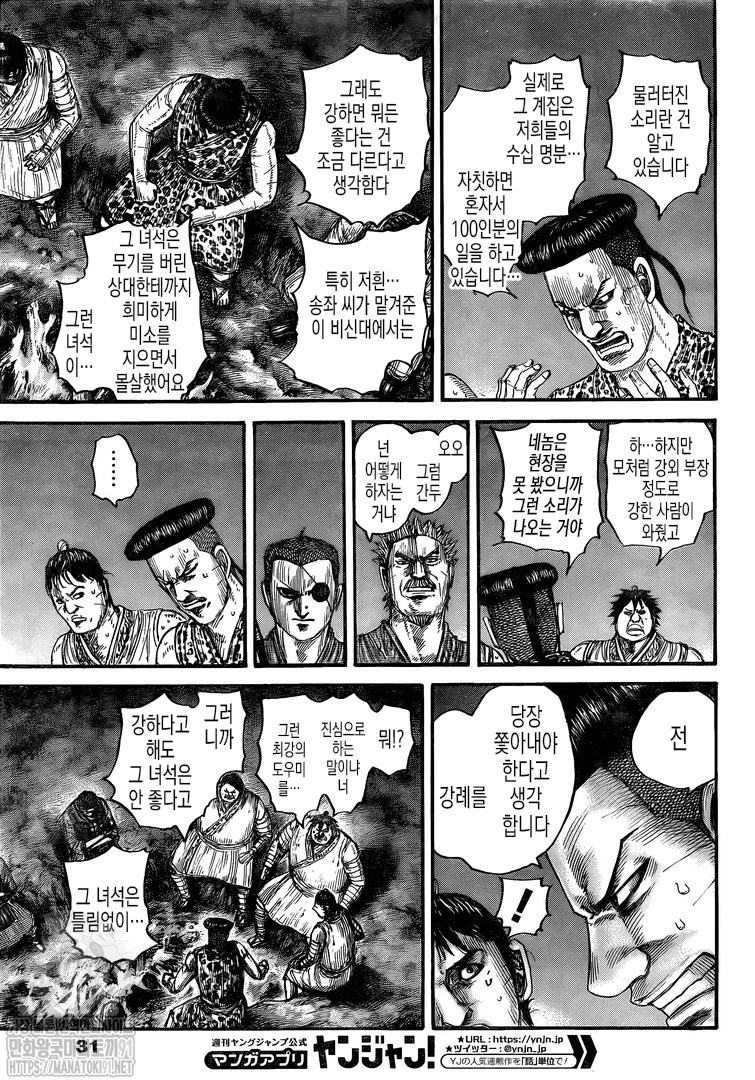 물러터진
소리란 건
알고
있습니다
실제로
그 계집은
저희들의
수십 명분…
자칫하면
혼자서
100인분의
일을 하고
있습니다…
그래도
강하면 뭐든
좋다는 건
조금 다르다고
생각함다
특히 저흰…
송좌 씨가 맡겨준
이 비신대에서는
그 녀석은
무기를 버린
상대한테까지
희미하게
미소를
지으면서
몰살했어요
그런
녀석
이…
하…하지만
모처럼 강외 부장
정도로
강한 사람이
와줬고
네놈은
현장을
못 봤으니까
그런 소리가
나오는 거야
오오
그럼
간두
넌
어떻게
하자는
거냐
……
전
당장
쫓아내야
한다고
생각
합니다
강례를
!
뭐!?
진심으로
하는
말이냐
너
그런
최강의
도우미
를…
그러
니까
강하다고
해도
그 녀석은
안 좋다고
그 녀석은
틀림없이…
31
HTTPS://MANATOKI91.NET
週刊ヤングジャンプ公式
マンガアプリ
ヤンジャン!
★URL：https://ynjn.jp
★ツイッター：@ynjn_jp
YJの人気連載作を「話」単位で!